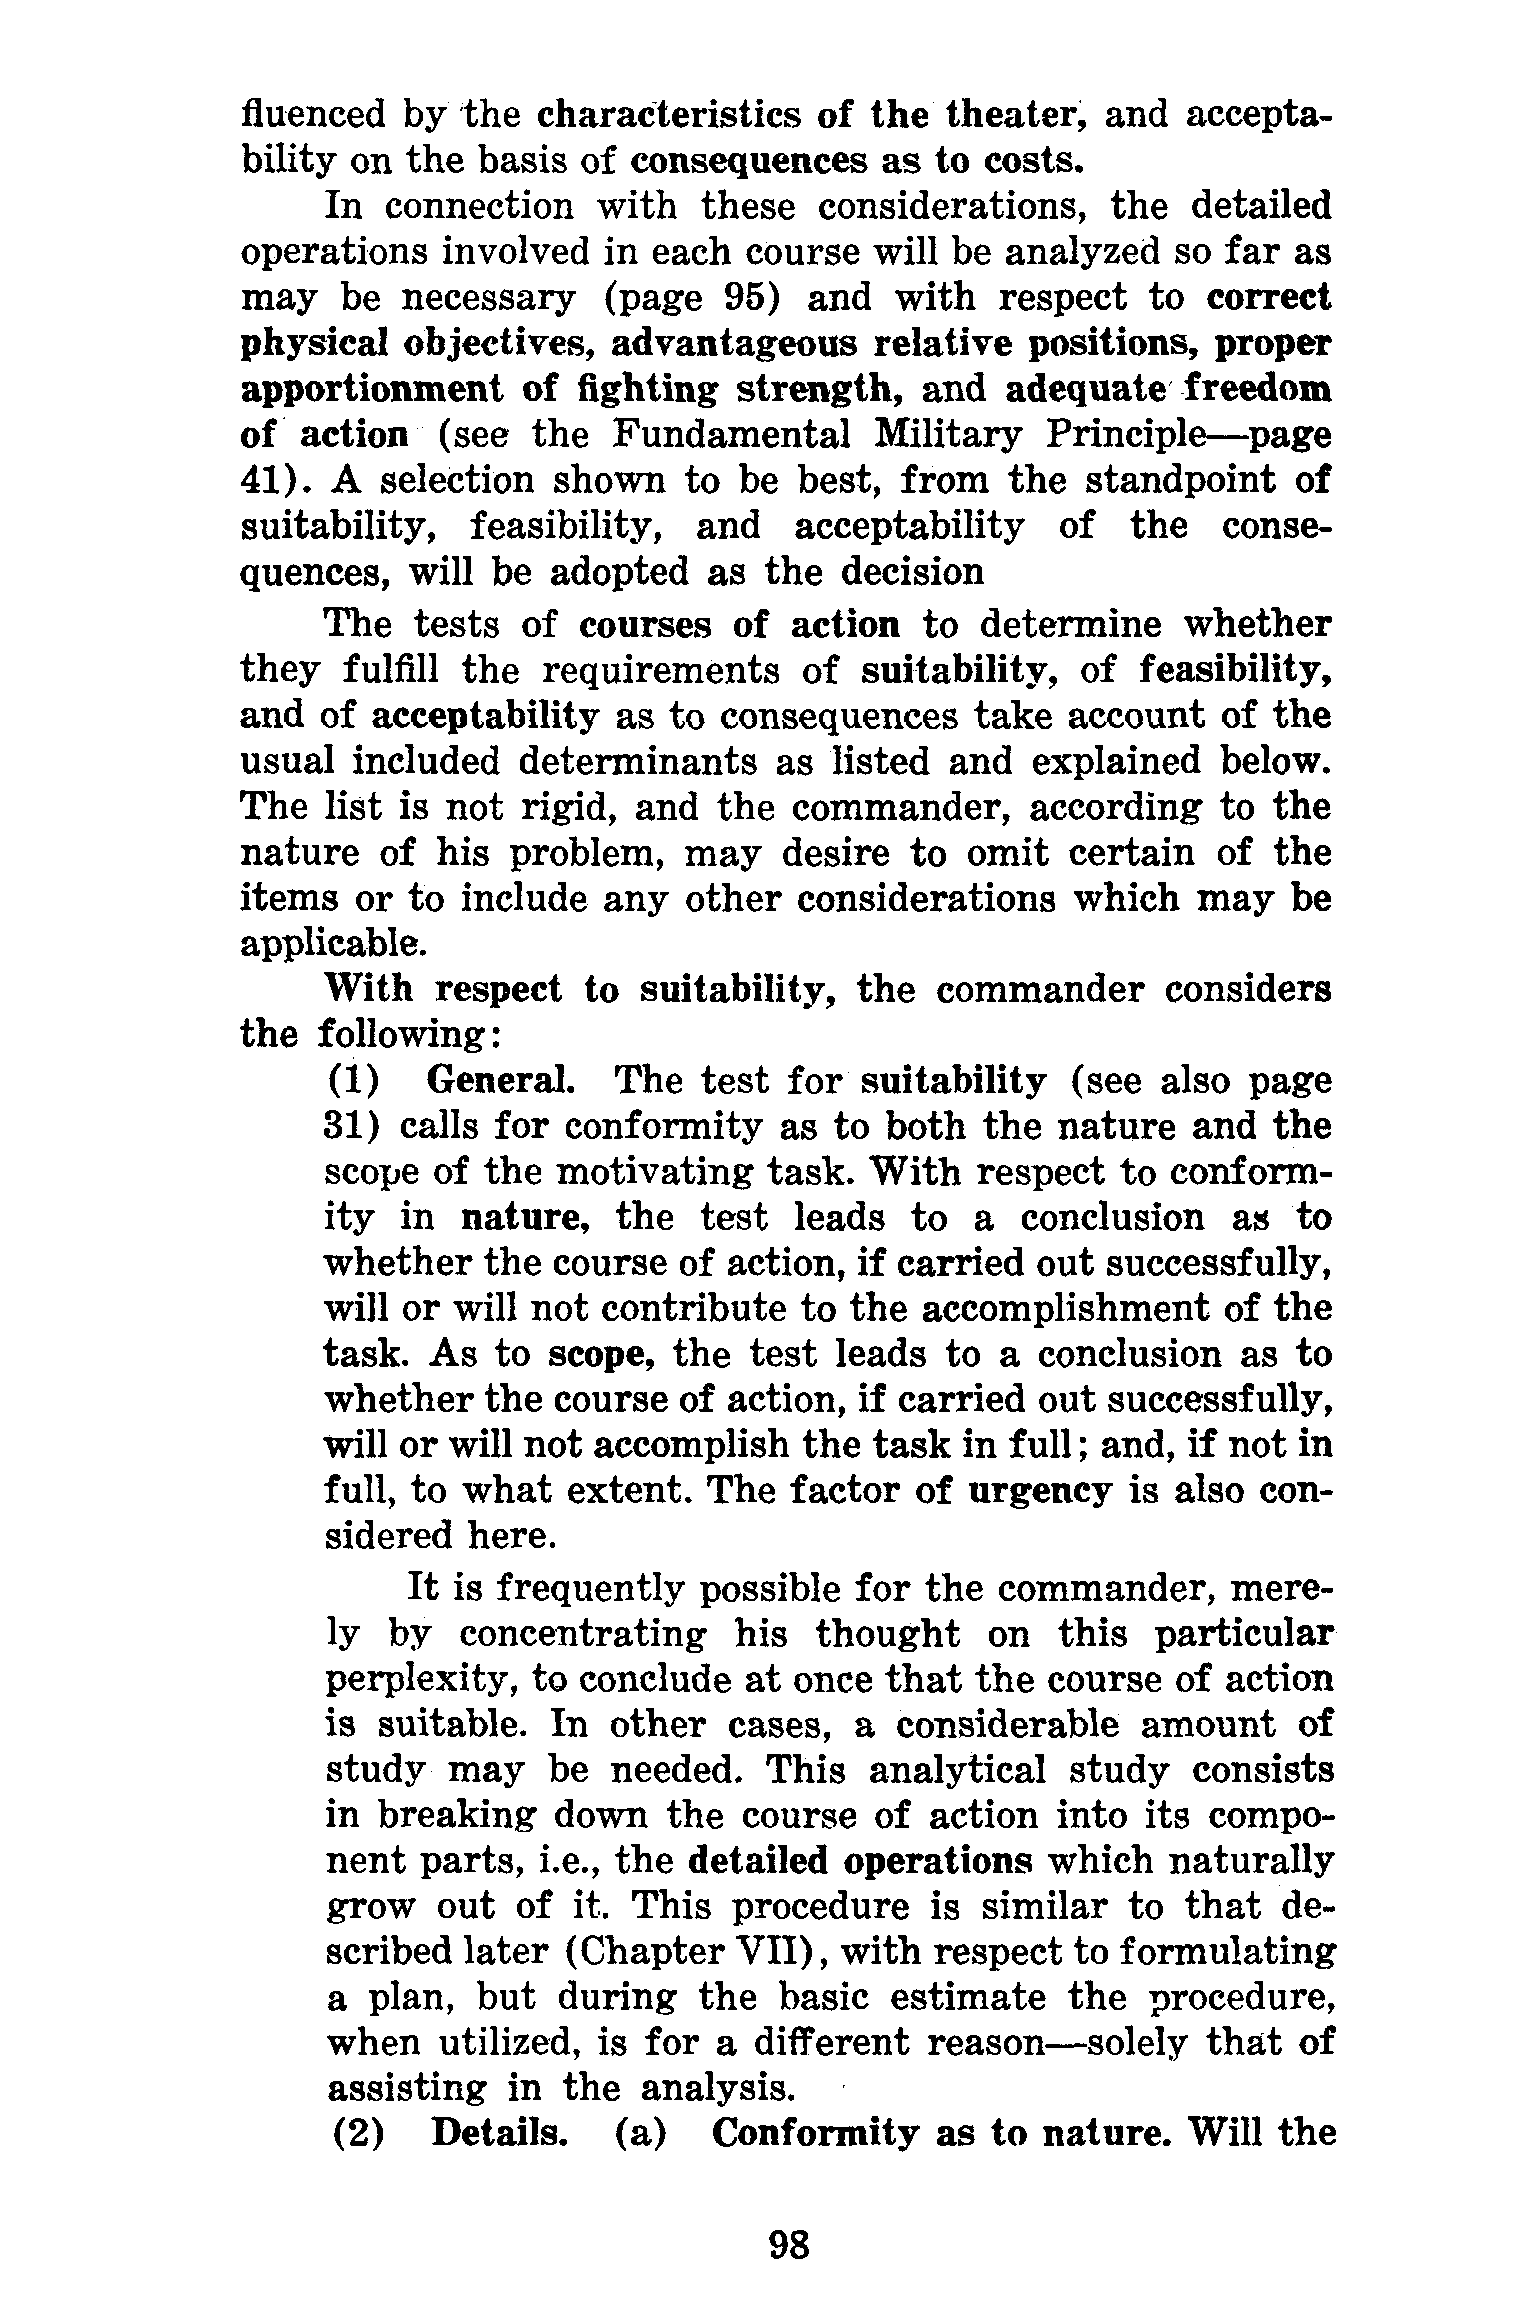 fluenced by the characteristics of the theater, and accepta-
bility on the basis of consequences as to costs.
In connection with these considerations, the detailed
operations involved in each course will be analyzed so far as
may be necessary (page 95) and with respect to correct
physical objectives, advantageous relative positions, proper
apportionment of fighting strength, and adequate freedom
of action (see the Fundamental Military Principle—page
41). A selection shown to be best, from the standpoint of
suitability, feasibility, and acceptability of the conse-
quences, will be adopted as the decision
The tests of courses of action to determine whether
they fulfill the requirements of suitability, of feasibility,
and of acceptability as to consequences take account of the
usual included determinants as listed and explained below.
The list is not rigid, and the commander, according to the
nature of his problem, may desire to omit certain of the
items or to include any other considerations which may be
applicable.
With respect to suitability, the commander considers
the following:
(1) General. The test for suitability (see also page
31) calls for conformity as to both the nature and the
scope of the motivating task. With respect to conform-
ity in nature, the test leads to a conclusion as to
whether the course of action, if carried out successfully,
will or will not contribute to the accomplishment of the
task. As to scope, the test leads to a conclusion as to
whether the course of action, if carried out successfully,
will or will not accomplish the task in full; and, if not in
full, to what extent. The factor of urgency is also con-
sidered here.
It is frequently possible for the commander, mere-
ly by concentrating his thought on this particular
perplexity, to conclude at once that the course of action
is suitable. In other cases, a considerable amount of
study may be needed. This analytical study consists
in breaking down the course of action into its compo-
nent parts, i.e., the detailed operations which naturally
grow out of it. This procedure is similar to that de-
scribed later (Chapter VII), with respect to formulating
a plan, but during the basic estimate the procedure,
when utilized, is for a different reason—solely that of
assisting in the analysis.
(2) Details. (a) Conformity as to nature. Will the
98